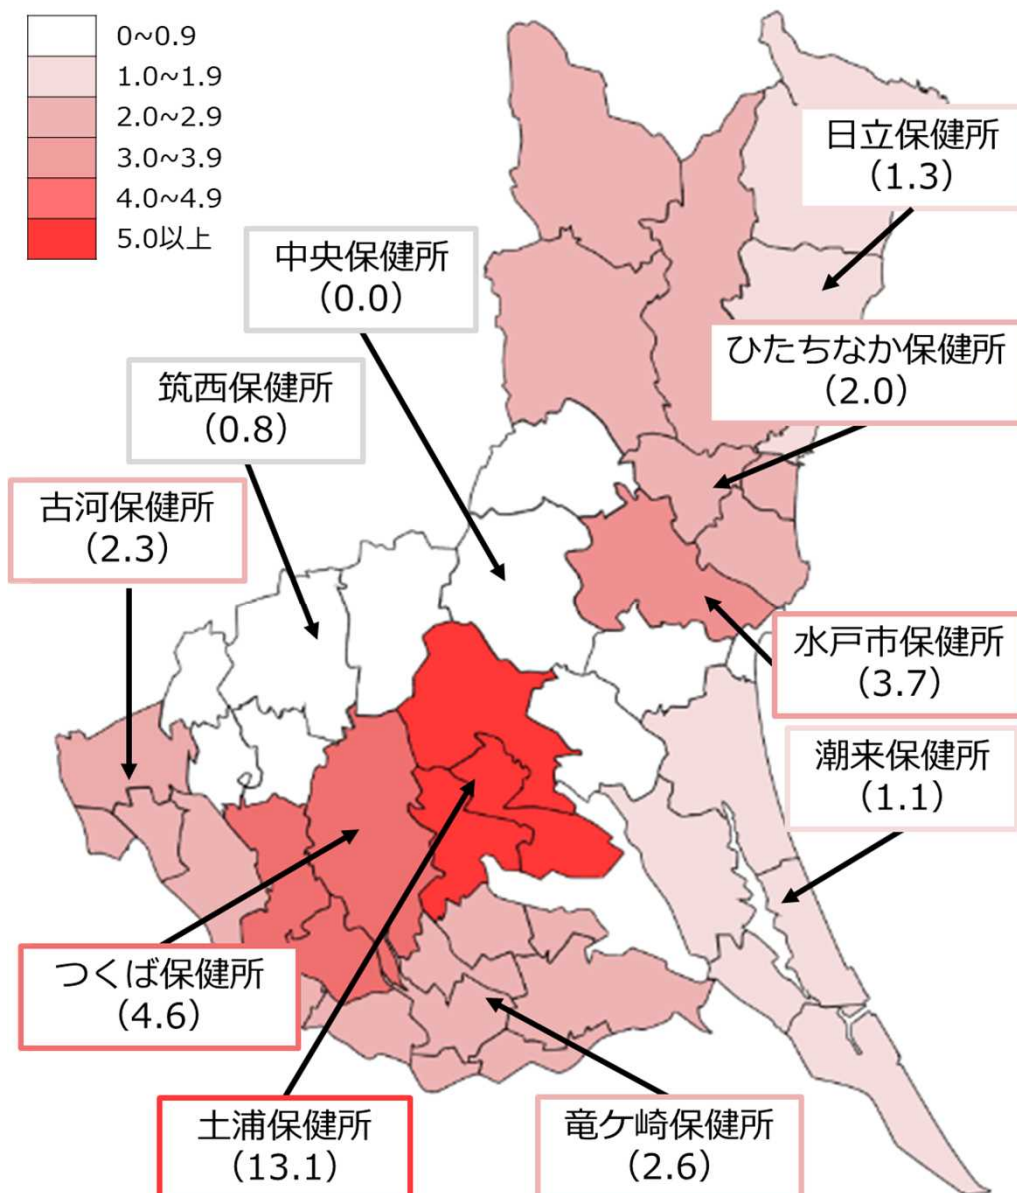 0~0.9
1.0~1.9
2.0~2.9
3.0~3.9
4.0~4.9
5.0以上
日立保健所
（1.3）
中央保健所
（0.0）
ひたちなか保健所
（2.0）
筑西保健所
（0.8）
古河保健所
（2.3）
水戸市保健所
（3.7）
潮来保健所
（1.1）
つくば保健所
（4.6）
土浦保健所
（13.1）
竜ケ崎保健所
（2.6）